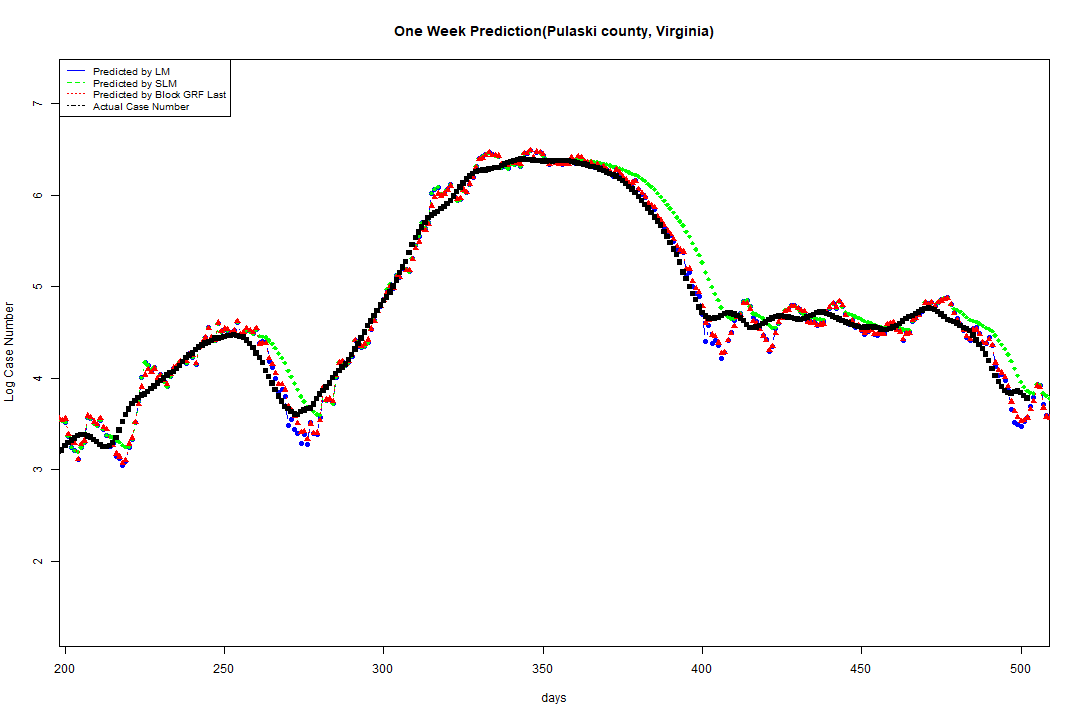 One Week Prediction(Pulaski county, Virginia)
Predicted by LM
Predicted by SLM
Predicted by Block GRF Last
Actual Case Number
7
6
5
4
3
2
Log Case Number
200 250 300 350 400 450 500
days